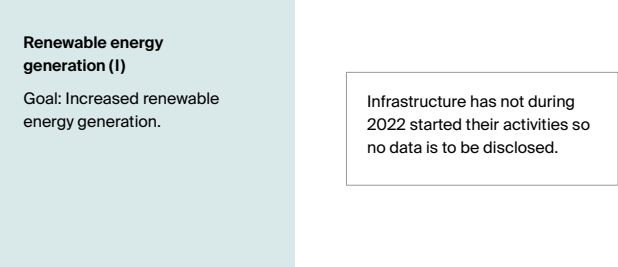 Renewable energy
generation (I)
Goal: Increased renewable
energy generation.
Infrastructure has not during
2022 started their activities so
no data is to be disclosed.